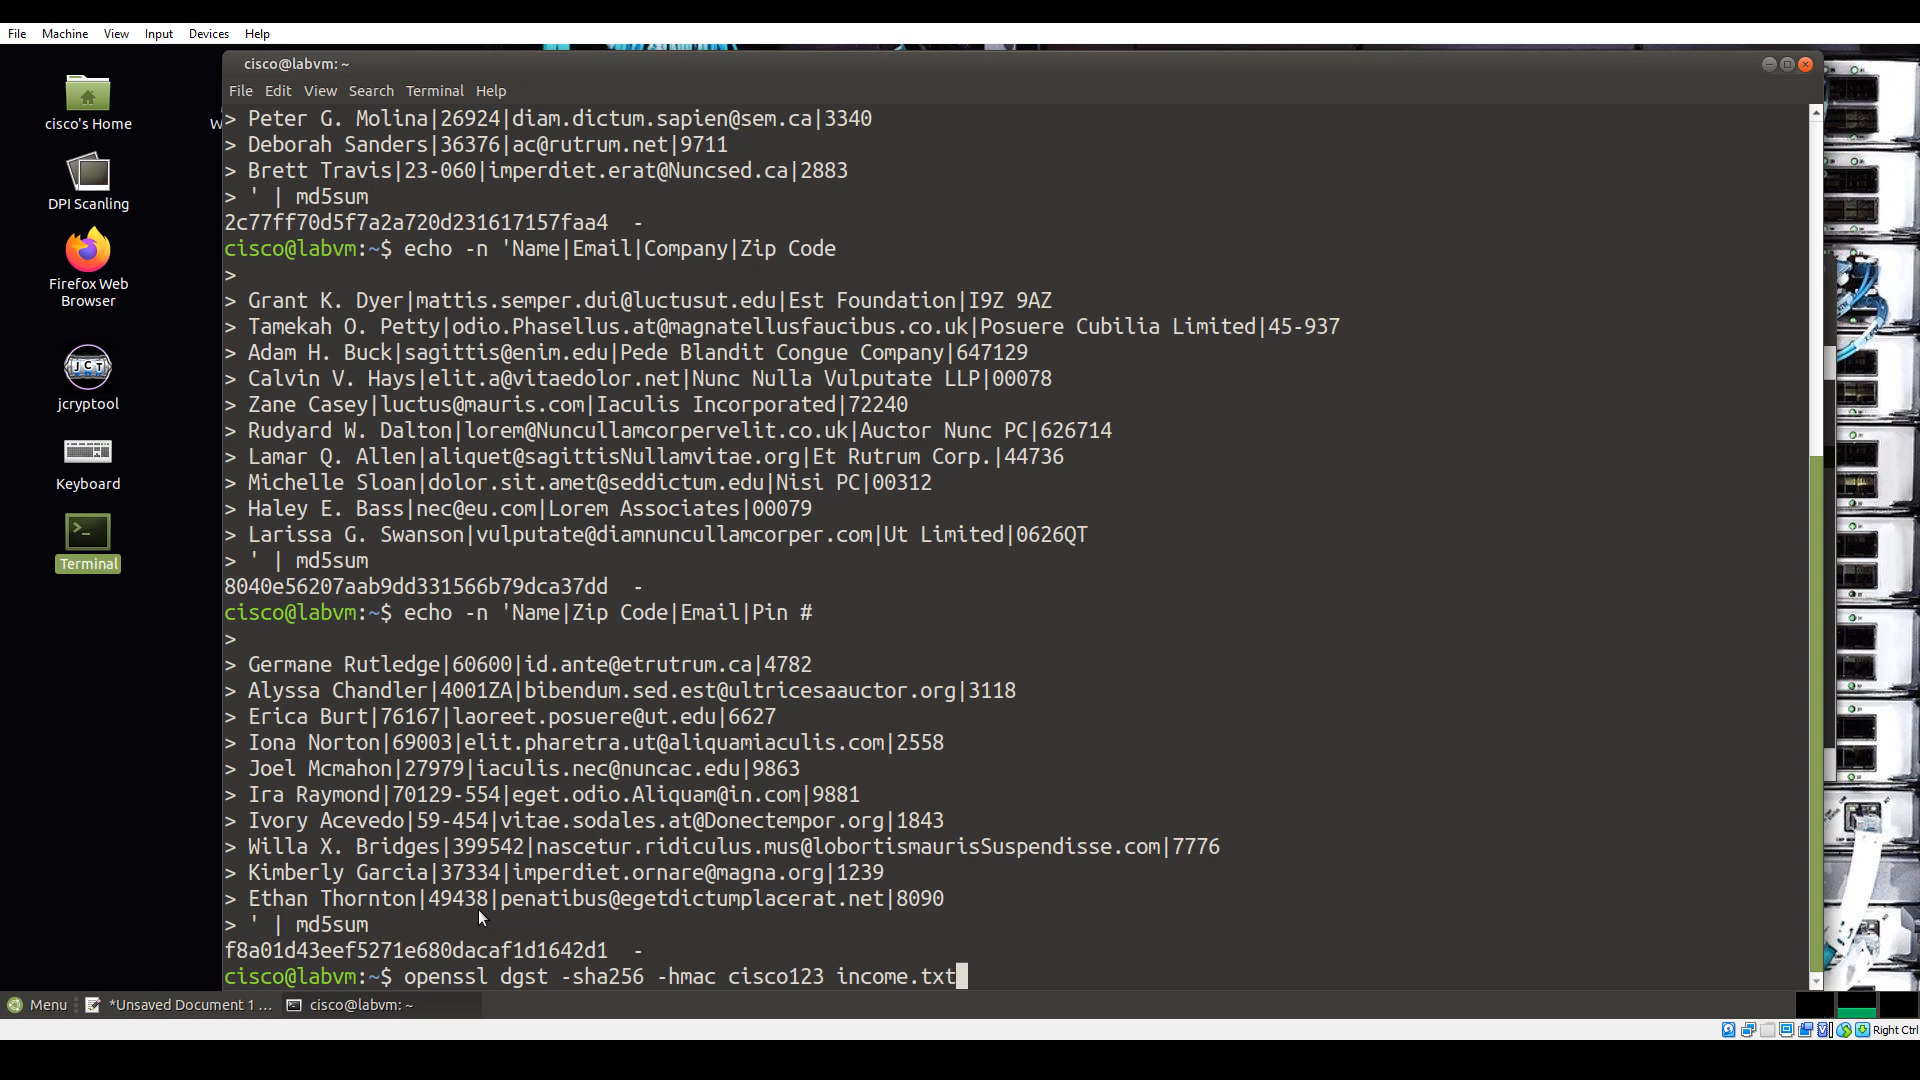 File Machine View Input Devices Help
cisco@labvm: ~
File Edit View Search Terminal Help
cisco's Home
DPI Scanling
Firefox Web
Browser
JCT
jcryptool
Keyboard
Terminal
W
> Peter G. Molina|26924|diam.dictum.sapien@sem.ca|3340
> Deborah Sanders|36376|ac@rutrum.net|9711
> Brett Travis|23-060|imperdiet.erat@Nuncsed.ca|2883
> ' | md5sum
2c77ff70d5f7a2a720d231617157faa4  -
cisco@labvm:~$ echo -n 'Name|Email|Company|Zip Code
>
> Grant K. Dyer|mattis.semper.dui@luctusut.edu|Est Foundation|I9Z 9AZ
> Tamekah O. Petty|odio.Phasellus.at@magnatellusfaucibus.co.uk|Posuere Cubilia Limited|45-937
> Adam H. Buck|sagittis@enim.edu|Pede Blandit Congue Company|647129
> Calvin V. Hays|elit.a@vitaedolor.net|Nunc Nulla Vulputate LLP|00078
> Zane Casey|luctus@mauris.com|Iaculis Incorporated|72240
> Rudyard W. Dalton|lorem@Nuncullamcorpervelit.co.uk|Auctor Nunc PC|626714
> Lamar Q. Allen|aliquet@sagittisNullamvitae.org|Et Rutrum Corp.|44736
> Michelle Sloan|dolor.sit.amet@seddictum.edu|Nisi PC|00312
> Haley E. Bass|nec@eu.com|Lorem Associates|00079
> Larissa G. Swanson|vulputate@diamnuncullamcorper.com|Ut Limited|0626QT
> ' | md5sum
8040e56207aab9dd331566b79dca37dd  -
cisco@labvm:~$ echo -n 'Name|Zip Code|Email|Pin #
>
> Germane Rutledge|60600|id.ante@etrutrum.ca|4782
> Alyssa Chandler|4001ZA|bibendum.sed.est@ultricesaauctor.org|3118
> Erica Burt|76167|laoreet.posuere@ut.edu|6627
> Iona Norton|69003|elit.pharetra.ut@aliquamiaculis.com|2558
> Joel Mcmahon|27979|iaculis.nec@nuncac.edu|9863
> Ira Raymond|70129-554|eget.odio.Aliquam@in.com|9881
> Ivory Acevedo|59-454|vitae.sodales.at@Donectempor.org|1843
> Willa X. Bridges|399542|nascetur.ridiculus.mus@lobortismaurisSuspendisse.com|7776
> Kimberly Garcia|37334|imperdiet.ornare@magna.org|1239
> Ethan Thornton|49438|penatibus@egetdictumplacerat.net|8090
> ' | md5sum
f8a01d43eef5271e680dacaf1d1642d1  -
cisco@labvm:~$ openssl dgst -sha256 -hmac cisco123 income.txt
Menu *Unsaved Document 1 ... cisco@labvm: ~
Right Ctrl